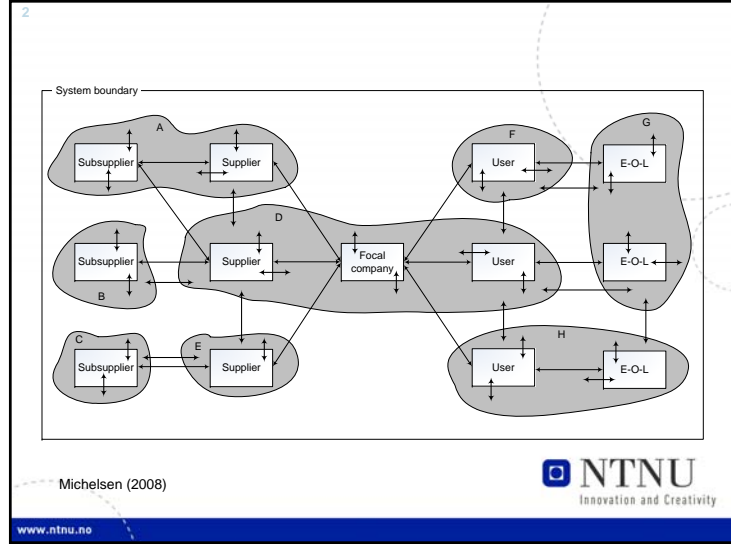 2
System boundary
A
F
G
Subsupplier
Supplier
User
E-O-L
D
Subsupplier
Supplier
Focal
company
User
E-O-L
B
C
E
H
Subsupplier
Supplier
User
E-O-L
Michelsen (2008)
NTNU
Innovation and Creativity
www.ntnu.no